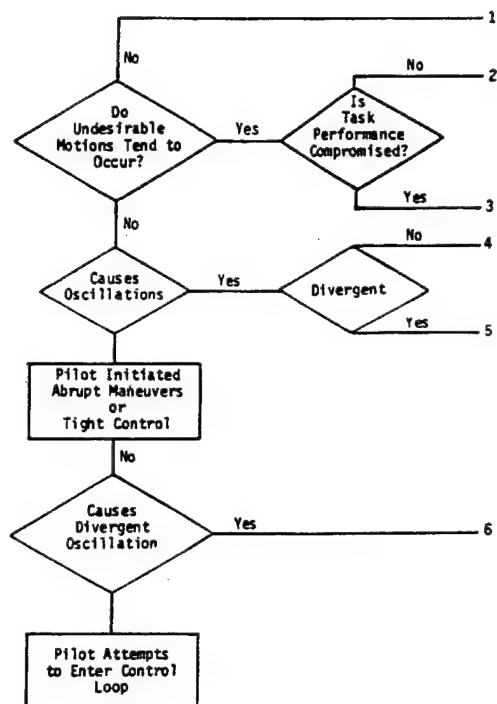 1
No
No
2
Do
Undesirable
Motions Tend to
Occur?
Yes
Is
Task
Performance
Compromised?
Yes
3
No
No
4
Causes
Oscillations
Yes
Divergent
Yes
5
Pilot Initiated
Abrupt Maneuvers
or
Tight Control
No
Causes
Divergent
Oscillation
Yes
6
Pilot Attempts
to Enter Control
Loop